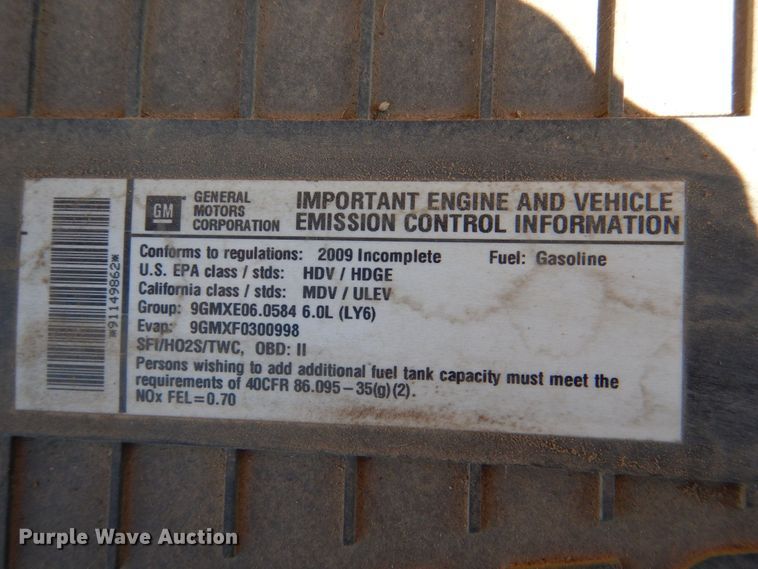 *91149862*
GM
GENERAL MOTORS CORPORATION
IMPORTANT ENGINE AND VEHICLE
EMISSION CONTROL INFORMATION
Conforms to regulations: 2009 Incomplete Fuel: Gasoline
U.S. EPA class / stds: HDV / HDGE
California class / stds: MDV / ULEV
Group: 9GMXE06.0584 6.0L (LY6)
Evap: 9GMXF0300998
SFI/HO2S/TWC, OBD: II
Persons wishing to add additional fuel tank capacity must meet the
requirements of 40CFR 86.095-35(g)(2).
NOx FEL=0.70
Purple Wave Auction